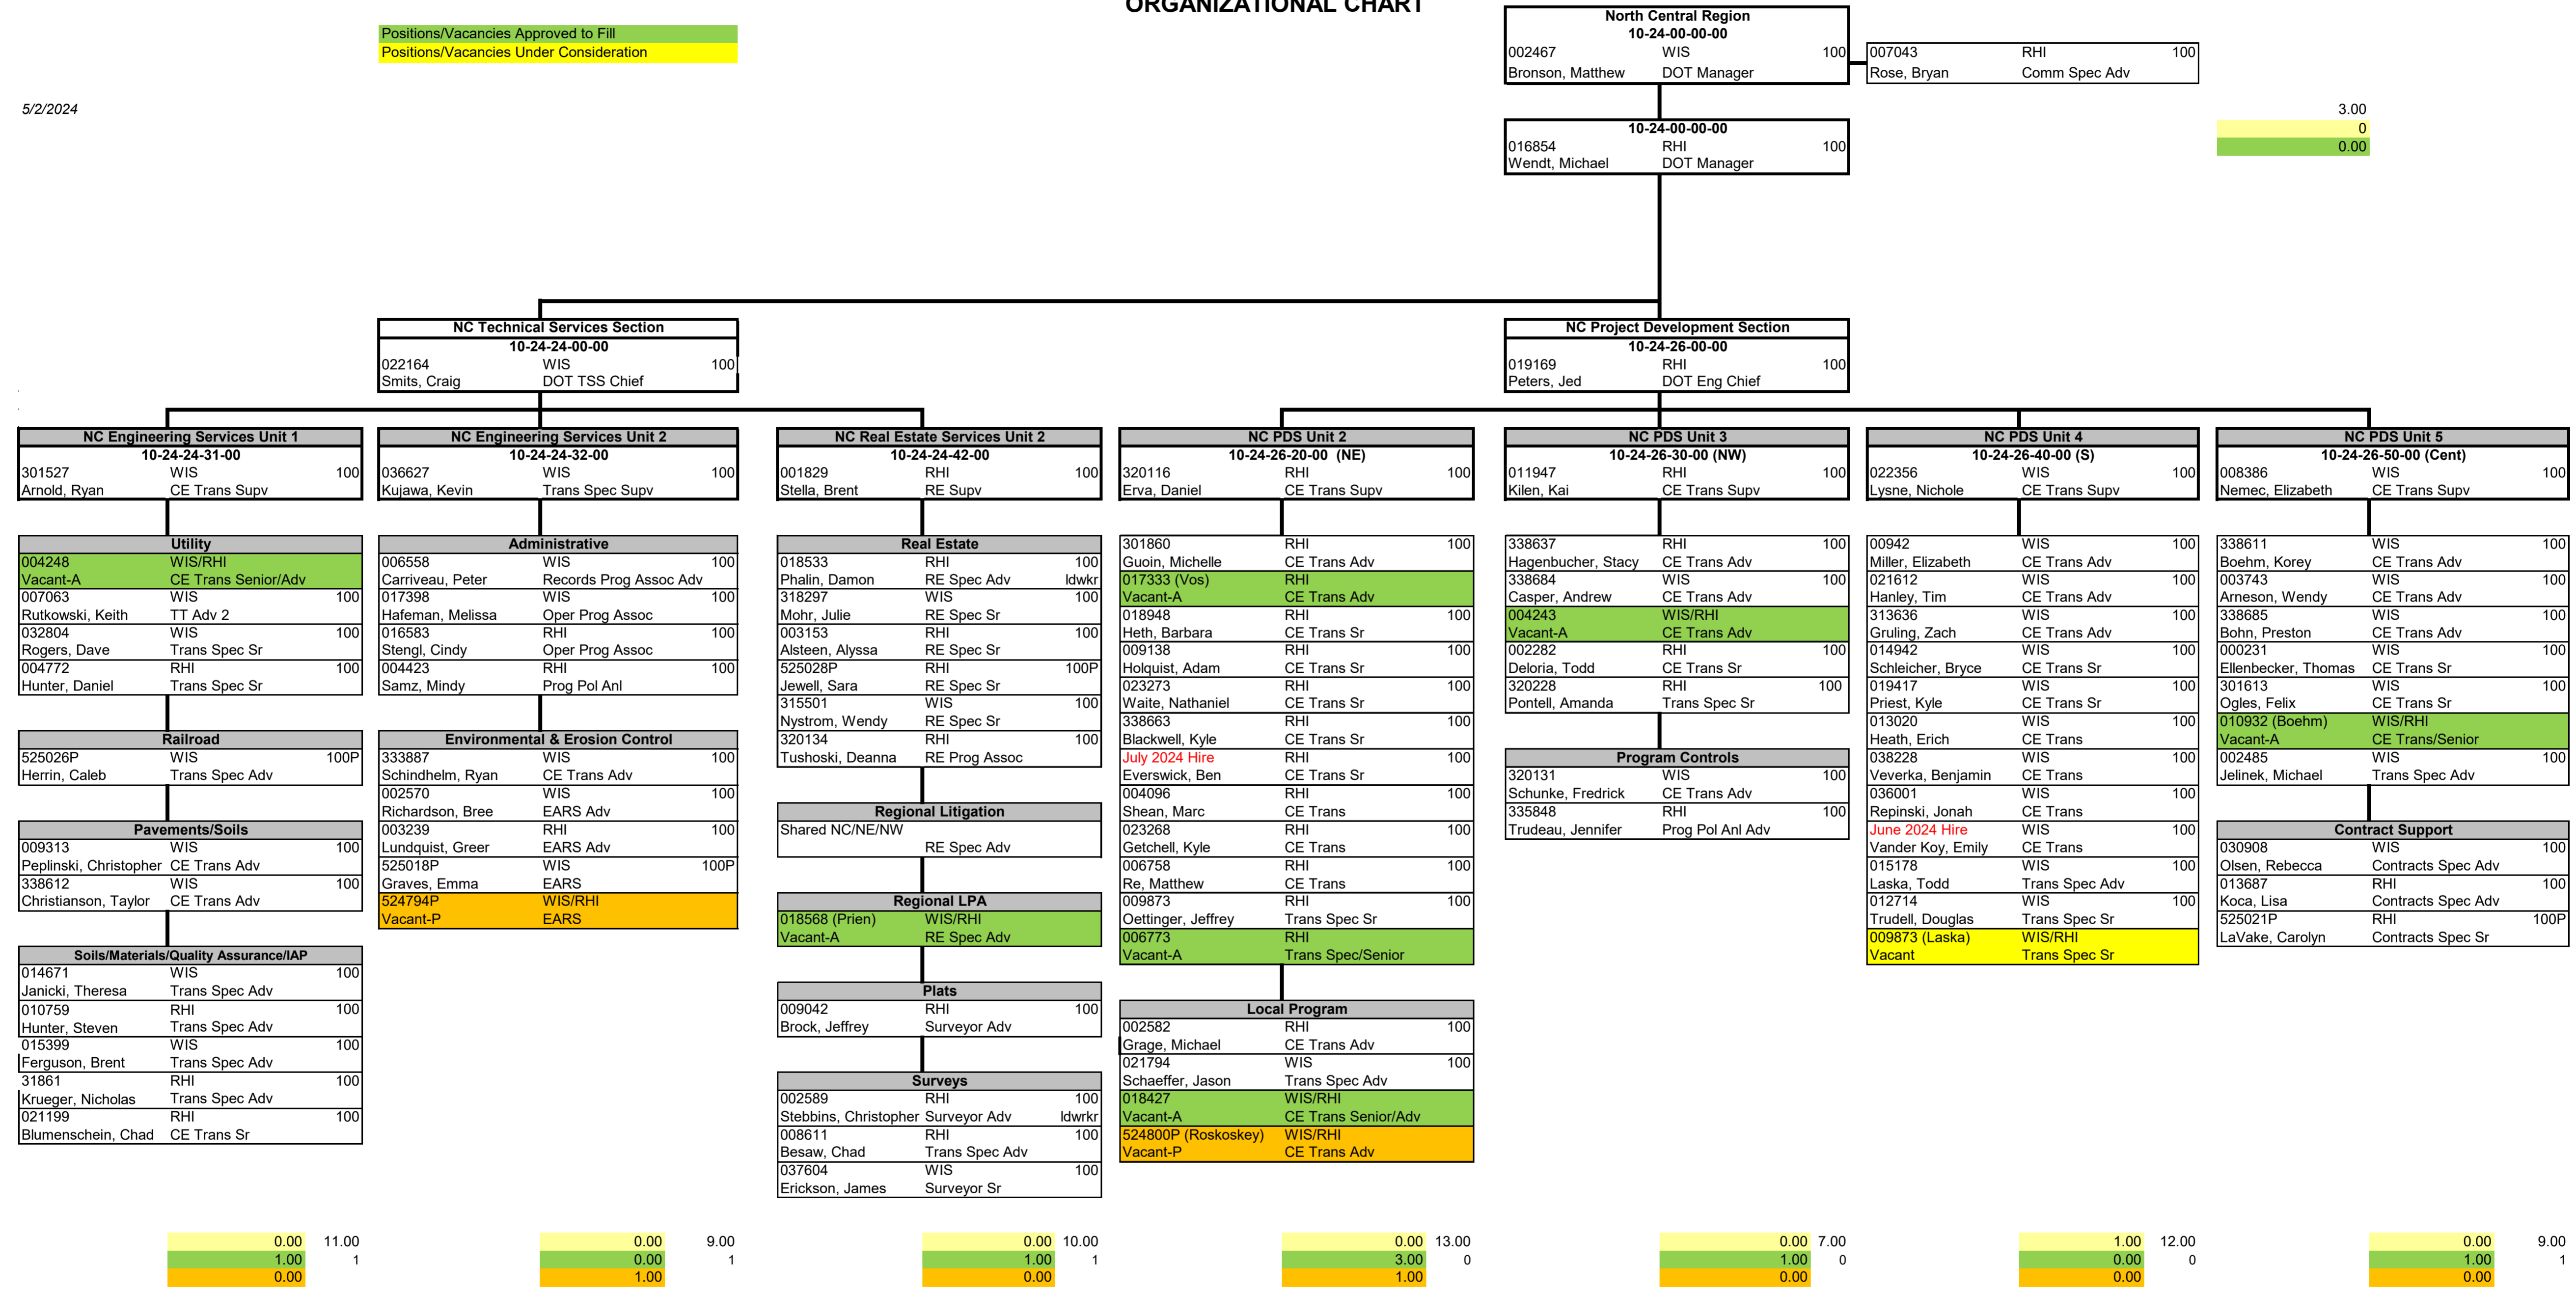 ORGANIZATIONAL CHART
Positions/Vacancies Approved to Fill
Positions/Vacancies Under Consideration
5/2/2024
North Central Region
10-24-00-00-00
002467 WIS 100
Bronson, Matthew DOT Manager
007043 RHI 100
Rose, Bryan Comm Spec Adv
10-24-00-00-00
016854 RHI 100
Wendt, Michael DOT Manager
3.00
0
0.00
NC Technical Services Section
10-24-24-00-00
022164 WIS 100
Smits, Craig DOT TSS Chief
NC Project Development Section
10-24-26-00-00
019169 RHI 100
Peters, Jed DOT Eng Chief
NC Engineering Services Unit 1
10-24-24-31-00
301527 WIS 100
Arnold, Ryan CE Trans Supv
Utility
004248 WIS/RHI
Vacant-A CE Trans Senior/Adv
007063 WIS 100
Rutkowski, Keith TT Adv 2
032804 WIS 100
Rogers, Dave Trans Spec Sr
004772 RHI 100
Hunter, Daniel Trans Spec Sr
Railroad
525026P WIS 100P
Herrin, Caleb Trans Spec Adv
Pavements/Soils
009313 WIS 100
Peplinski, Christopher CE Trans Adv
338612 WIS 100
Christianson, Taylor CE Trans Adv
Soils/Materials/Quality Assurance/IAP
014671 WIS 100
Janicki, Theresa Trans Spec Adv
010759 RHI 100
Hunter, Steven Trans Spec Adv
015399 WIS 100
Ferguson, Brent Trans Spec Adv
31861 RHI 100
Krueger, Nicholas Trans Spec Adv
021199 RHI 100
Blumenschein, Chad CE Trans Sr
0.00 11.00
1.00 1
0.00
NC Engineering Services Unit 2
10-24-24-32-00
036627 WIS 100
Kujawa, Kevin Trans Spec Supv
Administrative
006558 WIS 100
Carriveau, Peter Records Prog Assoc Adv
017398 WIS 100
Hafeman, Melissa Oper Prog Assoc
016583 RHI 100
Stengl, Cindy Oper Prog Assoc
004423 RHI 100
Samz, Mindy Prog Pol Anl
Environmental & Erosion Control
333887 WIS 100
Schindhelm, Ryan CE Trans Adv
002570 WIS 100
Richardson, Bree EARS Adv
003239 RHI 100
Lundquist, Greer EARS Adv
525018P WIS 100P
Graves, Emma EARS
524794P WIS/RHI
Vacant-P EARS
0.00 9.00
0.00 1
1.00
NC Real Estate Services Unit 2
10-24-24-42-00
001829 RHI 100
Stella, Brent RE Supv
Real Estate
018533 RHI 100
Phalin, Damon RE Spec Adv ldwkr
318297 WIS 100
Mohr, Julie RE Spec Sr
003153 RHI 100
Alsteen, Alyssa RE Spec Sr
525028P RHI 100P
Jewell, Sara RE Spec Sr
315501 WIS 100
Nystrom, Wendy RE Spec Sr
320134 RHI 100
Tushoski, Deanna RE Prog Assoc
Regional Litigation
Shared NC/NE/NW
RE Spec Adv
Regional LPA
018568 (Prien) WIS/RHI
Vacant-A RE Spec Adv
Plats
009042 RHI 100
Brock, Jeffrey Surveyor Adv
Surveys
002589 RHI 100
Stebbins, Christopher Surveyor Adv ldwrkr
008611 RHI 100
Besaw, Chad Trans Spec Adv
037604 WIS 100
Erickson, James Surveyor Sr
0.00 10.00
1.00 1
0.00
NC PDS Unit 2
10-24-26-20-00 (NE)
320116 RHI 100
Erva, Daniel CE Trans Supv
301860 RHI 100
Guoin, Michelle CE Trans Adv
017333 (Vos) RHI
Vacant-A CE Trans Adv
018948 RHI 100
Heth, Barbara CE Trans Sr
009138 RHI 100
Holquist, Adam CE Trans Sr
023273 RHI 100
Waite, Nathaniel CE Trans Sr
338663 RHI 100
Blackwell, Kyle CE Trans Sr
July 2024 Hire RHI 100
Everswick, Ben CE Trans Sr
004096 RHI 100
Shean, Marc CE Trans
023268 RHI 100
Getchell, Kyle CE Trans
006758 RHI 100
Re, Matthew CE Trans
009873 RHI 100
Oettinger, Jeffrey Trans Spec Sr
006773 RHI
Vacant-A Trans Spec/Senior
Local Program
002582 RHI 100
Grage, Michael CE Trans Adv
021794 WIS 100
Schaeffer, Jason Trans Spec Adv
018427 WIS/RHI
Vacant-A CE Trans Senior/Adv
524800P (Roskoskey) WIS/RHI
Vacant-P CE Trans Adv
0.00 13.00
3.00 0
1.00
NC PDS Unit 3
10-24-26-30-00 (NW)
011947 RHI 100
Kilen, Kai CE Trans Supv
338637 RHI 100
Hagenbucher, Stacy CE Trans Adv
338684 WIS 100
Casper, Andrew CE Trans Adv
004243 WIS/RHI
Vacant-A CE Trans Adv
002282 RHI 100
Deloria, Todd CE Trans Sr
320228 RHI 100
Pontell, Amanda Trans Spec Sr
Program Controls
320131 WIS 100
Schunke, Fredrick CE Trans Adv
335848 RHI 100
Trudeau, Jennifer Prog Pol Anl Adv
0.00 7.00
1.00 0
0.00
NC PDS Unit 4
10-24-26-40-00 (S)
022356 WIS 100
Lysne, Nichole CE Trans Supv
00942 WIS 100
Miller, Elizabeth CE Trans Adv
021612 WIS 100
Hanley, Tim CE Trans Adv
313636 WIS 100
Gruling, Zach CE Trans Adv
014942 WIS 100
Schleicher, Bryce CE Trans Sr
019417 WIS 100
Priest, Kyle CE Trans Sr
013020 WIS 100
Heath, Erich CE Trans
038228 WIS 100
Veverka, Benjamin CE Trans
036001 WIS 100
Repinski, Jonah CE Trans
June 2024 Hire WIS 100
Vander Koy, Emily CE Trans
015178 WIS 100
Laska, Todd Trans Spec Adv
012714 WIS 100
Trudell, Douglas Trans Spec Sr
009873 (Laska) WIS/RHI
Vacant Trans Spec Sr
1.00 12.00
0.00 0
0.00
NC PDS Unit 5
10-24-26-50-00 (Cent)
008386 WIS 100
Nemec, Elizabeth CE Trans Supv
338611 WIS 100
Boehm, Korey CE Trans Adv
003743 WIS 100
Arneson, Wendy CE Trans Adv
338685 WIS 100
Bohn, Preston CE Trans Adv
000231 WIS 100
Ellenbecker, Thomas CE Trans Sr
301613 WIS 100
Ogles, Felix CE Trans Sr
010932 (Boehm) WIS/RHI
Vacant-A CE Trans/Senior
002485 WIS 100
Jelinek, Michael Trans Spec Adv
Contract Support
030908 WIS 100
Olsen, Rebecca Contracts Spec Adv
013687 RHI 100
Koca, Lisa Contracts Spec Adv
525021P RHI 100P
LaVake, Carolyn Contracts Spec Sr
0.00 9.00
1.00 1
0.00